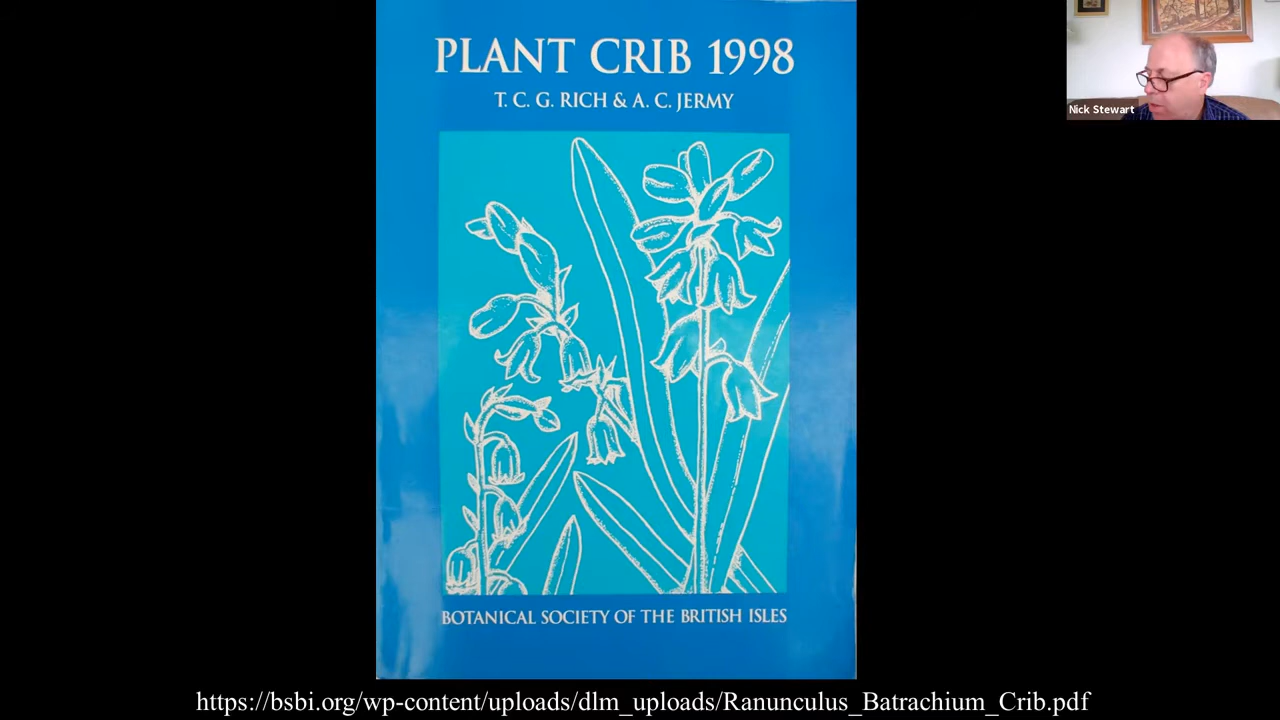 PLANT CRIB 1998
T. C. G. RICH & A. C. JERMY
BOTANICAL SOCIETY OF THE BRITISH ISLES
Nick Stewart
https://bsbi.org/wp-content/uploads/dlm_uploads/Ranunculus_Batrachium_Crib.pdf